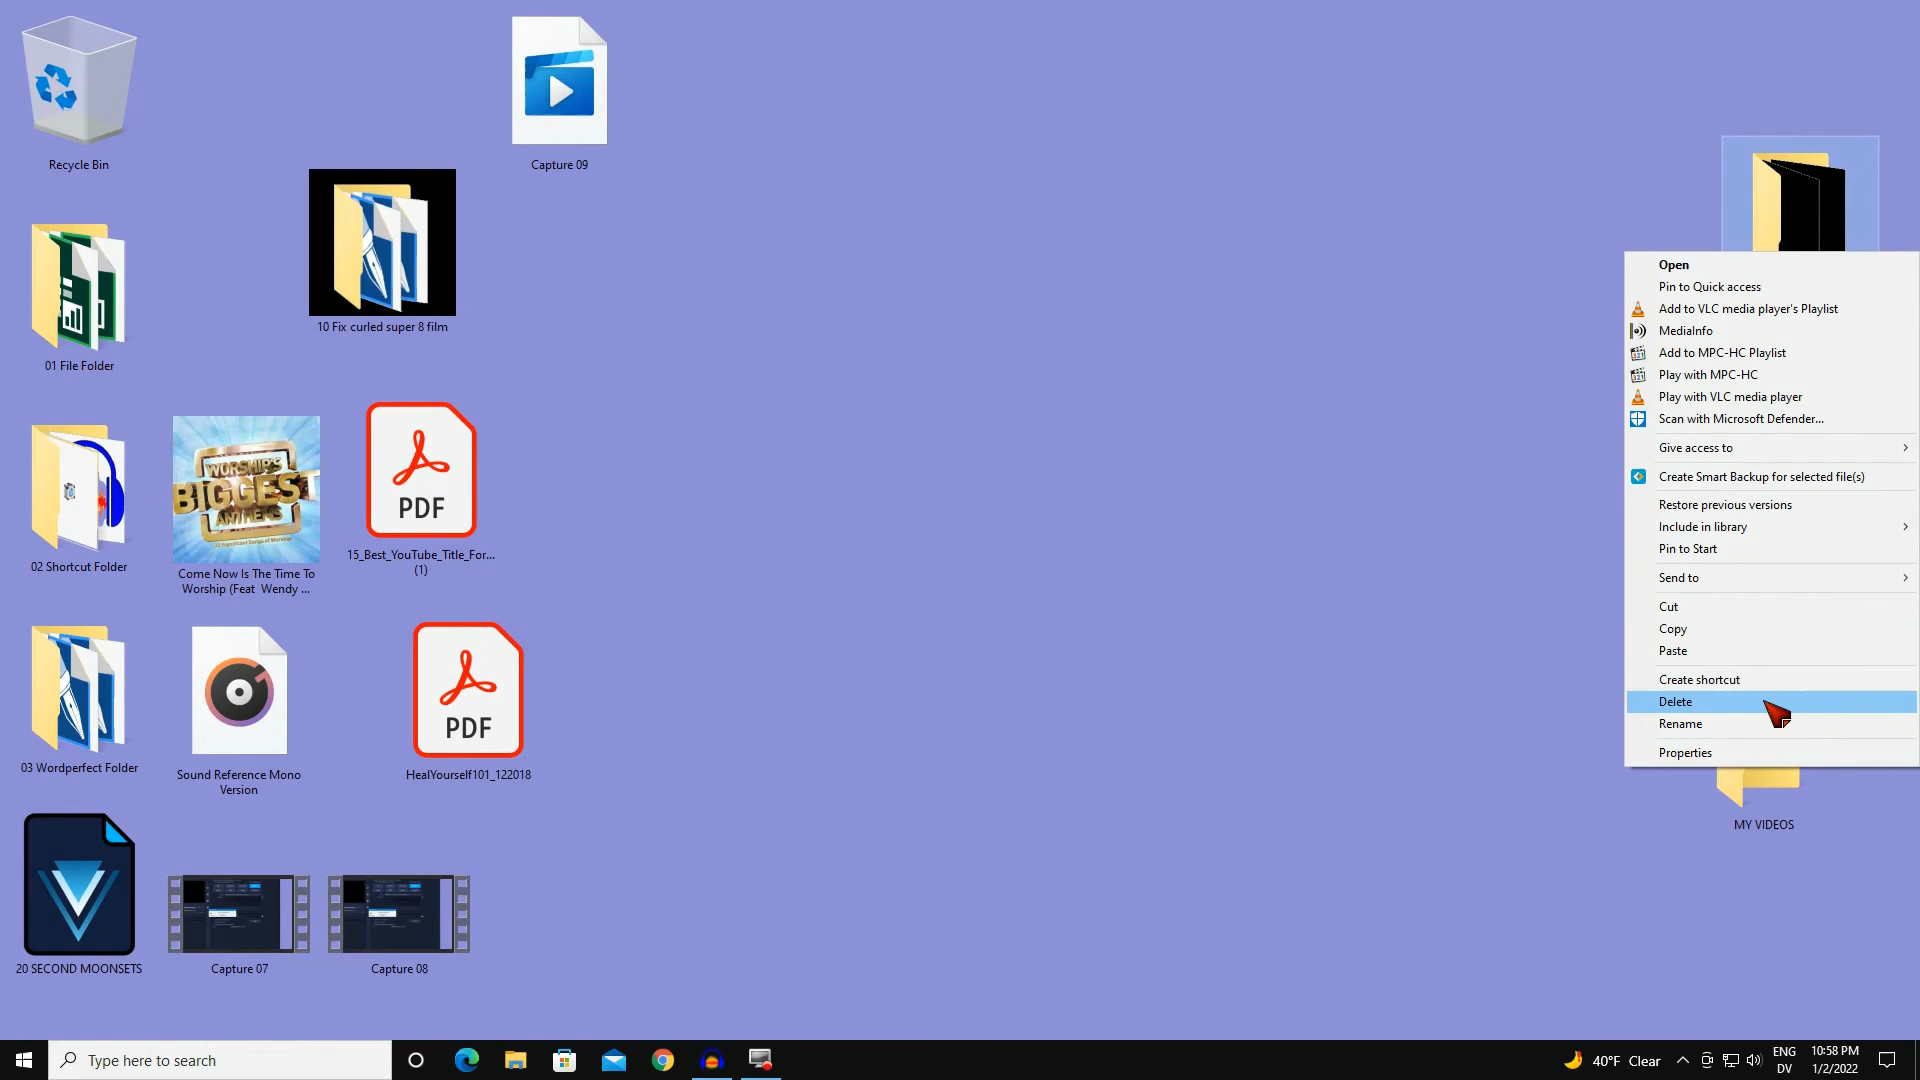 Recycle Bin
Capture 09
10 Fix curled super 8 film
01 File Folder
02 Shortcut Folder
WORSHIP'S
BIGGEST
ANTHEMS
Come Now Is The Time To
Worship (Feat  Wendy ...
PDF
15_Best_YouTube_Title_For...
(1)
03 Wordperfect Folder
Sound Reference Mono
Version
PDF
HealYourself101_122018
20 SECOND MOONSETS
Capture 07
Capture 08
Open
Pin to Quick access
Add to VLC media player's Playlist
MediaInfo
Add to MPC-HC Playlist
Play with MPC-HC
Play with VLC media player
Scan with Microsoft Defender...
Give access to
Create Smart Backup for selected file(s)
Restore previous versions
Include in library
Pin to Start
Send to
Cut
Copy
Paste
Create shortcut
Delete
Rename
Properties
MY VIDEOS
Type here to search
40°F Clear
ENG
DV
10:58 PM
1/2/2022